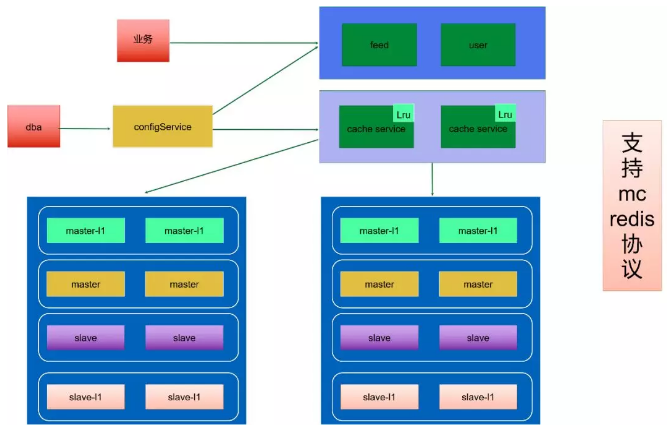 业务
feed
user
dba
configService
Lru
cache service
Lru
cache service
master-l1
master-l1
master
master
slave
slave
slave-l1
slave-l1
master-l1
master-l1
master
master
slave
slave
slave-l1
slave-l1
支
持
mc
redis
协
议